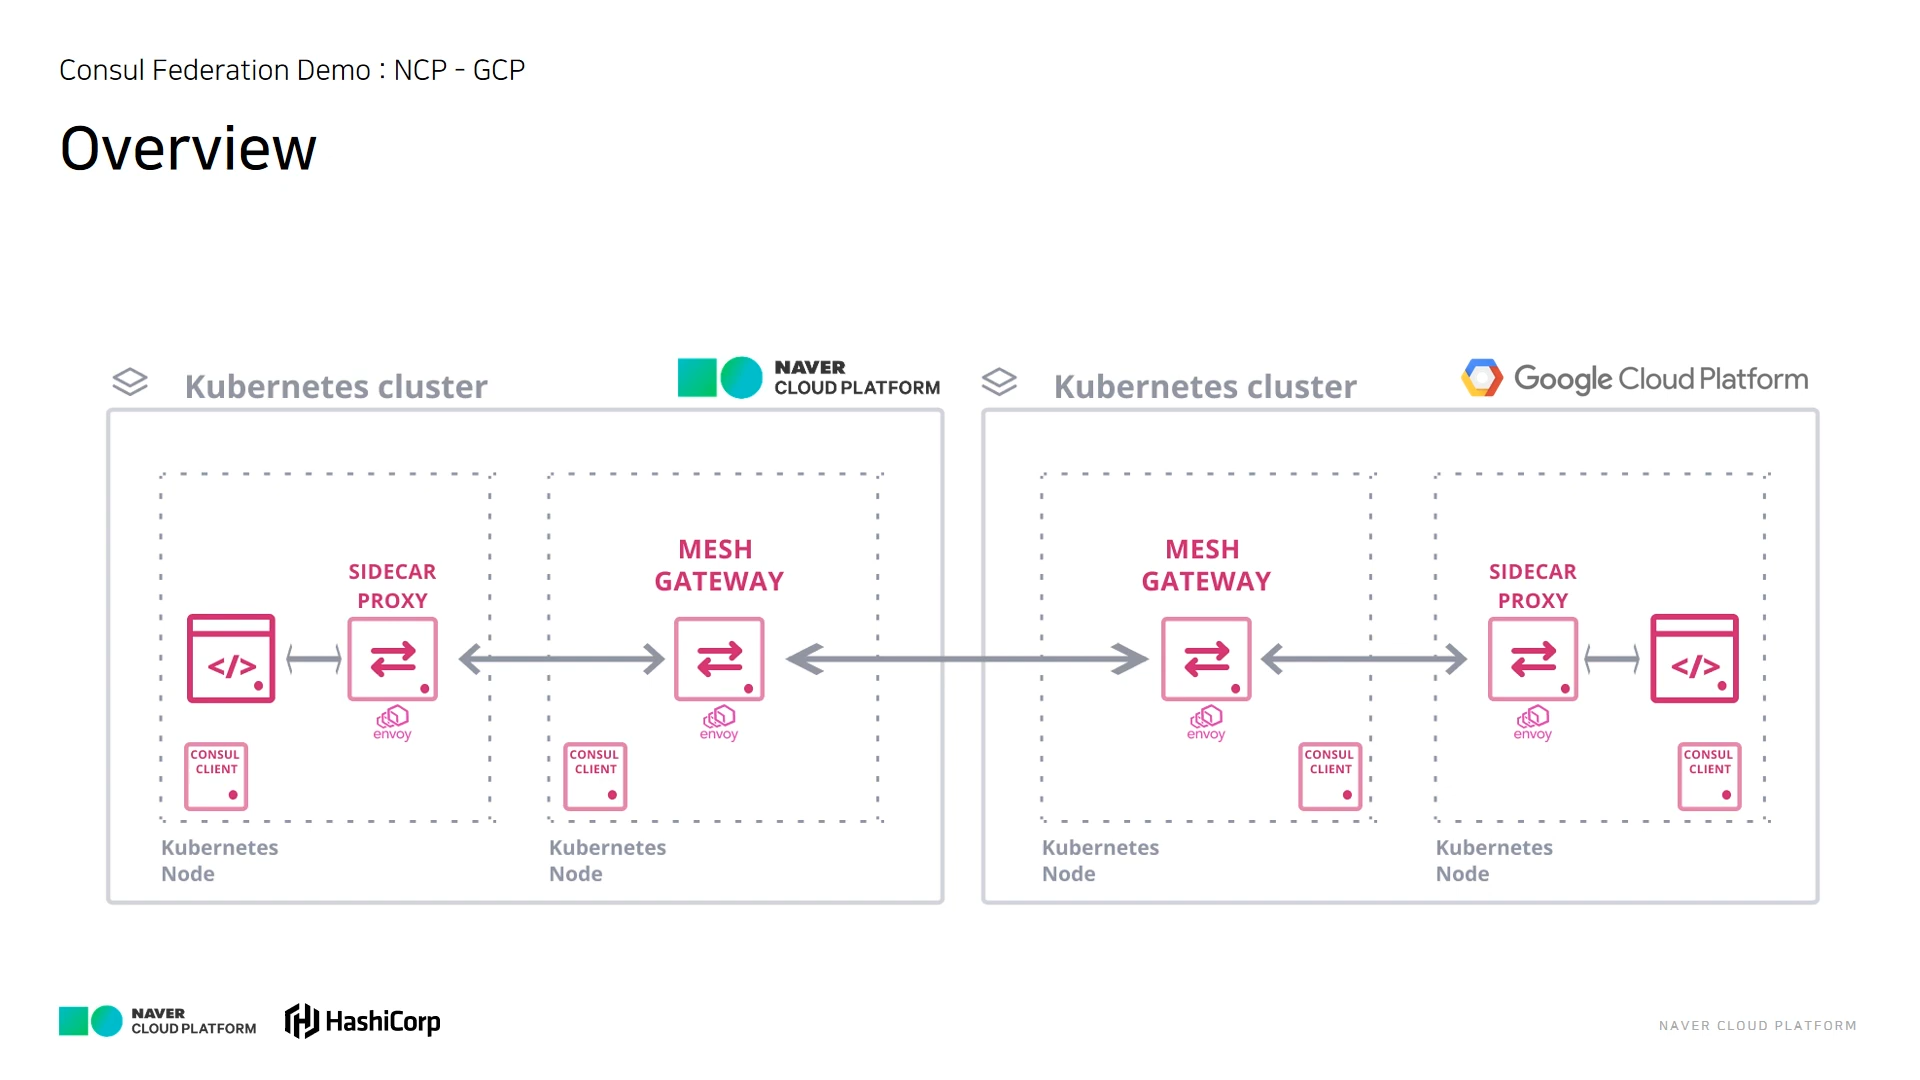 Consul Federation Demo : NCP - GCP
Overview
Kubernetes cluster
NAVER
CLOUD PLATFORM
Kubernetes cluster
Google Cloud Platform
SIDECAR
PROXY
</>
envoy
CONSUL
CLIENT
Kubernetes
Node
MESH
GATEWAY
envoy
CONSUL
CLIENT
Kubernetes
Node
MESH
GATEWAY
envoy
CONSUL
CLIENT
Kubernetes
Node
SIDECAR
PROXY
</>
envoy
CONSUL
CLIENT
Kubernetes
Node
NAVER
CLOUD PLATFORM
HashiCorp
NAVER CLOUD PLATFORM